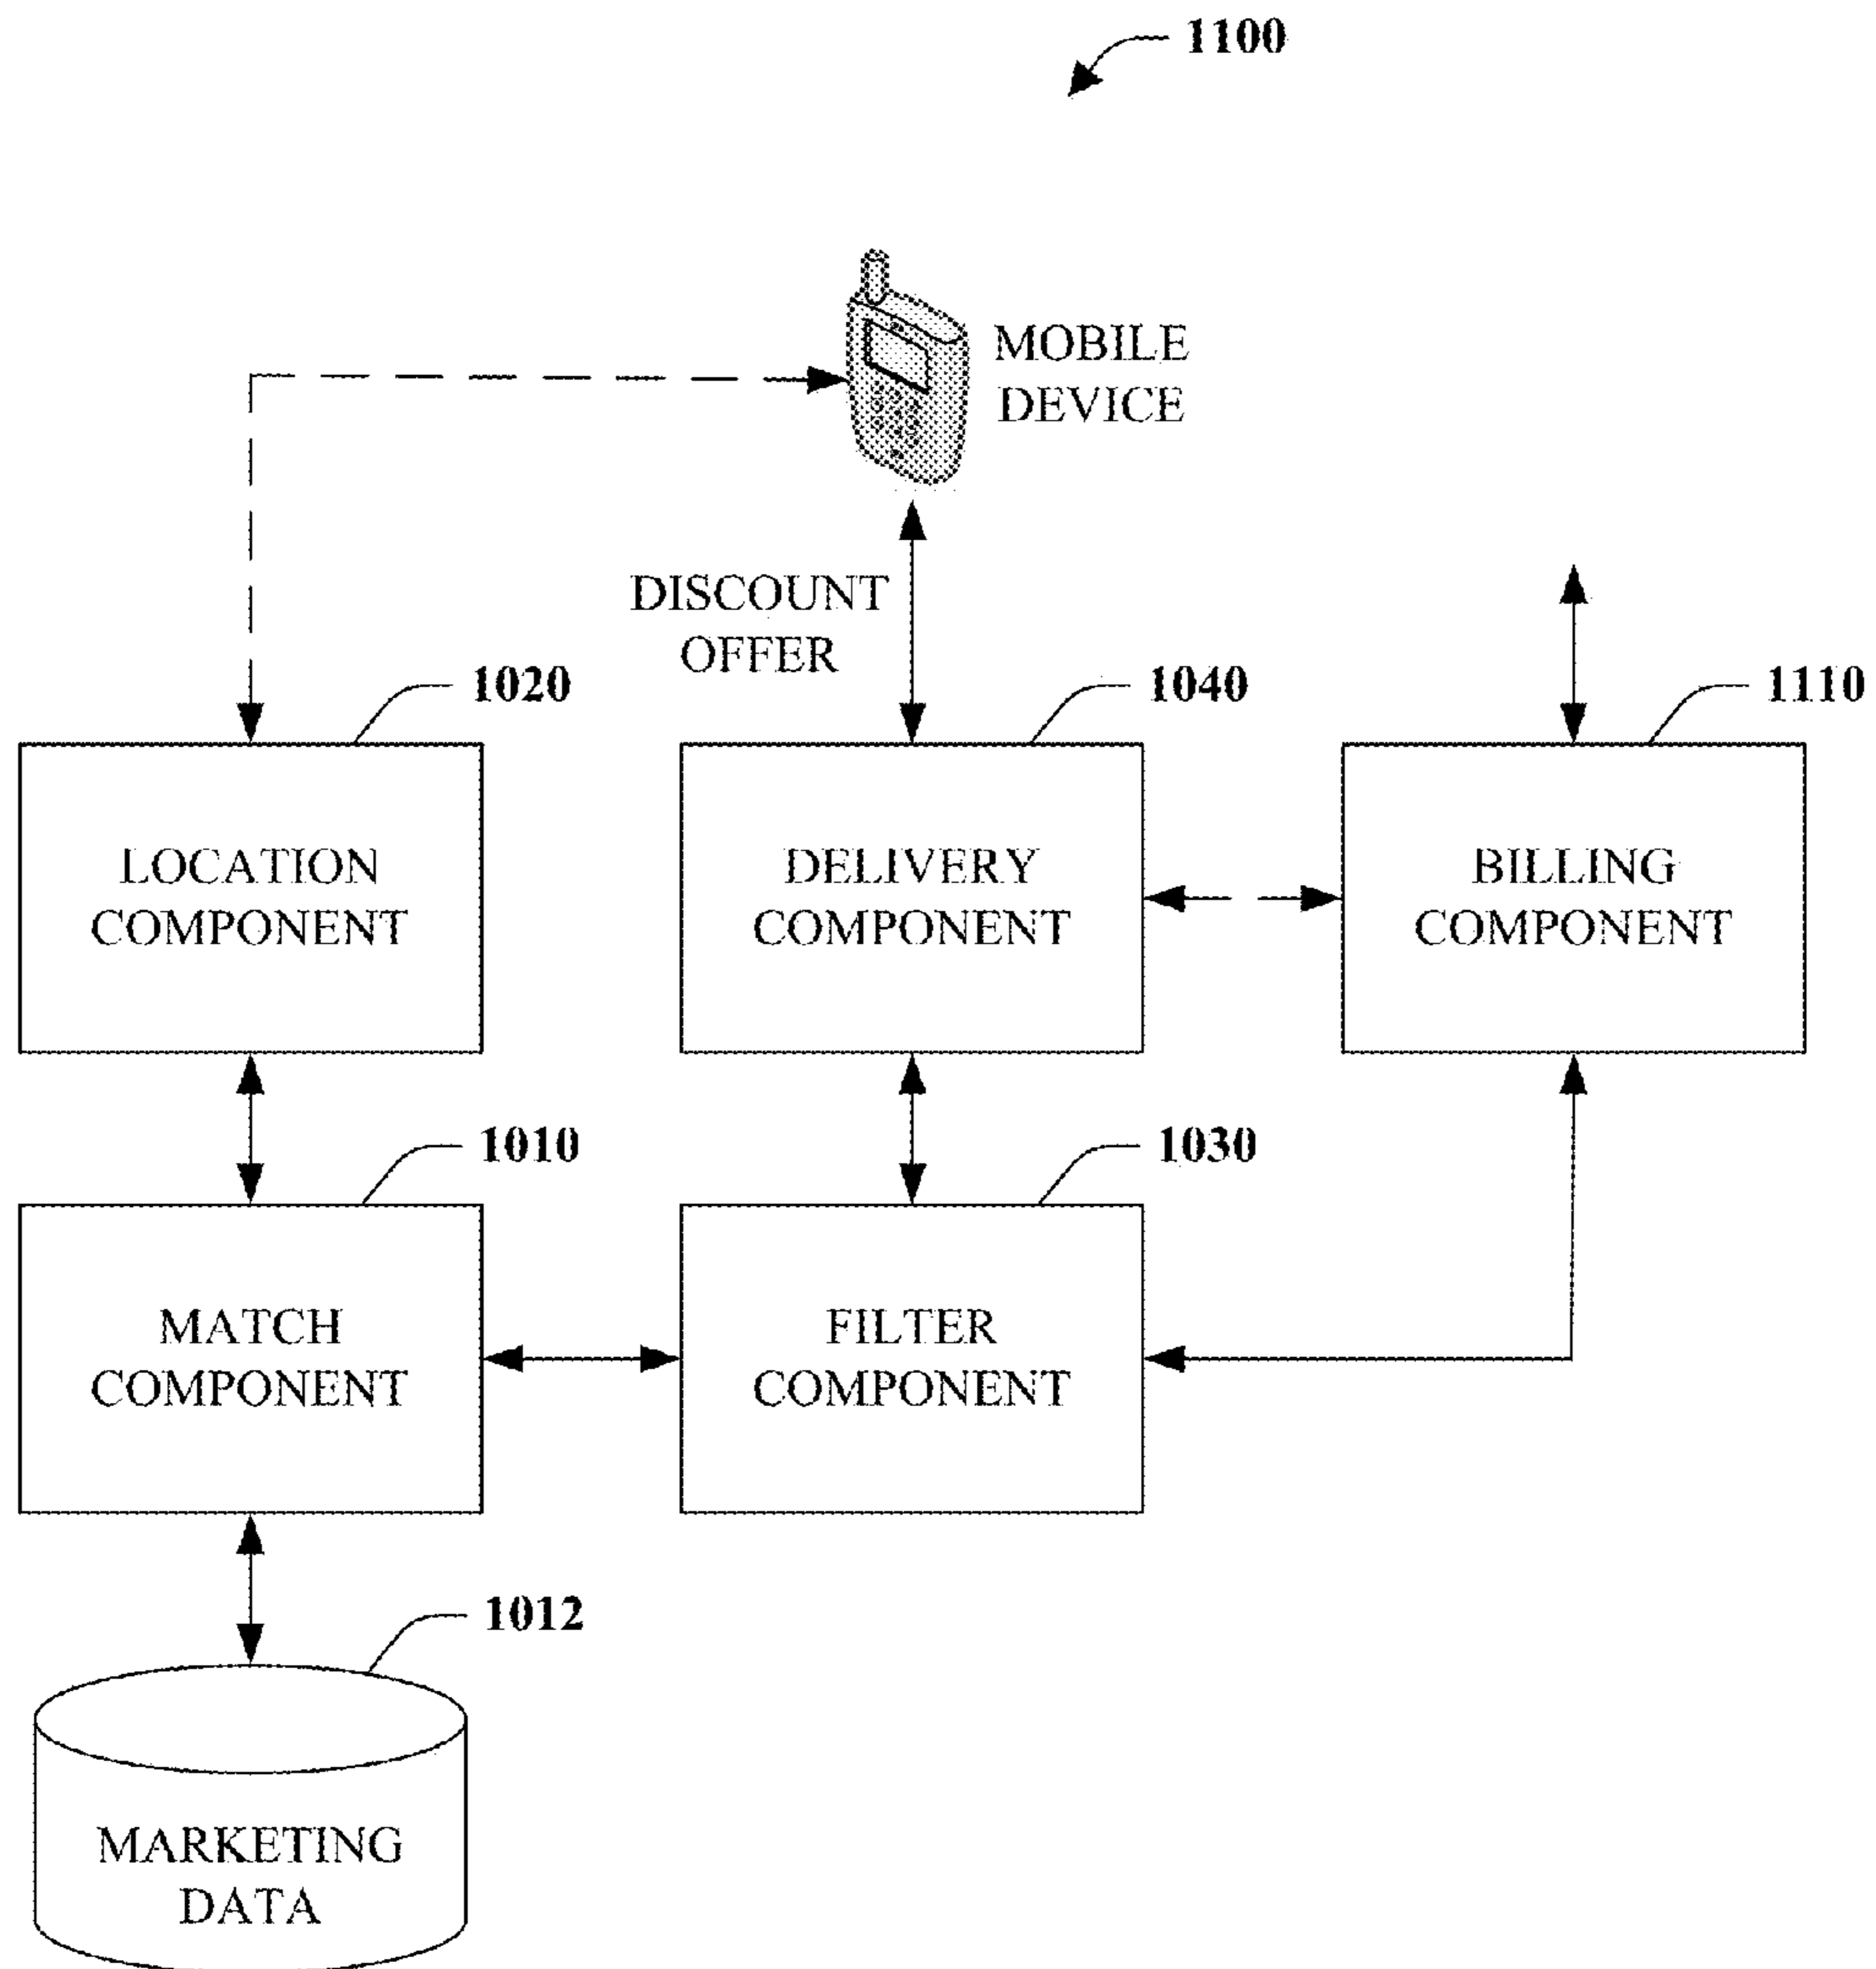 1100
MOBILE
DEVICE
DISCOUNT
OFFER
1020
1040
1110
LOCATION
COMPONENT
DELIVERY
COMPONENT
BILLING
COMPONENT
1010
1030
MATCH
COMPONENT
FILTER
COMPONENT
1012
MARKETING
DATA